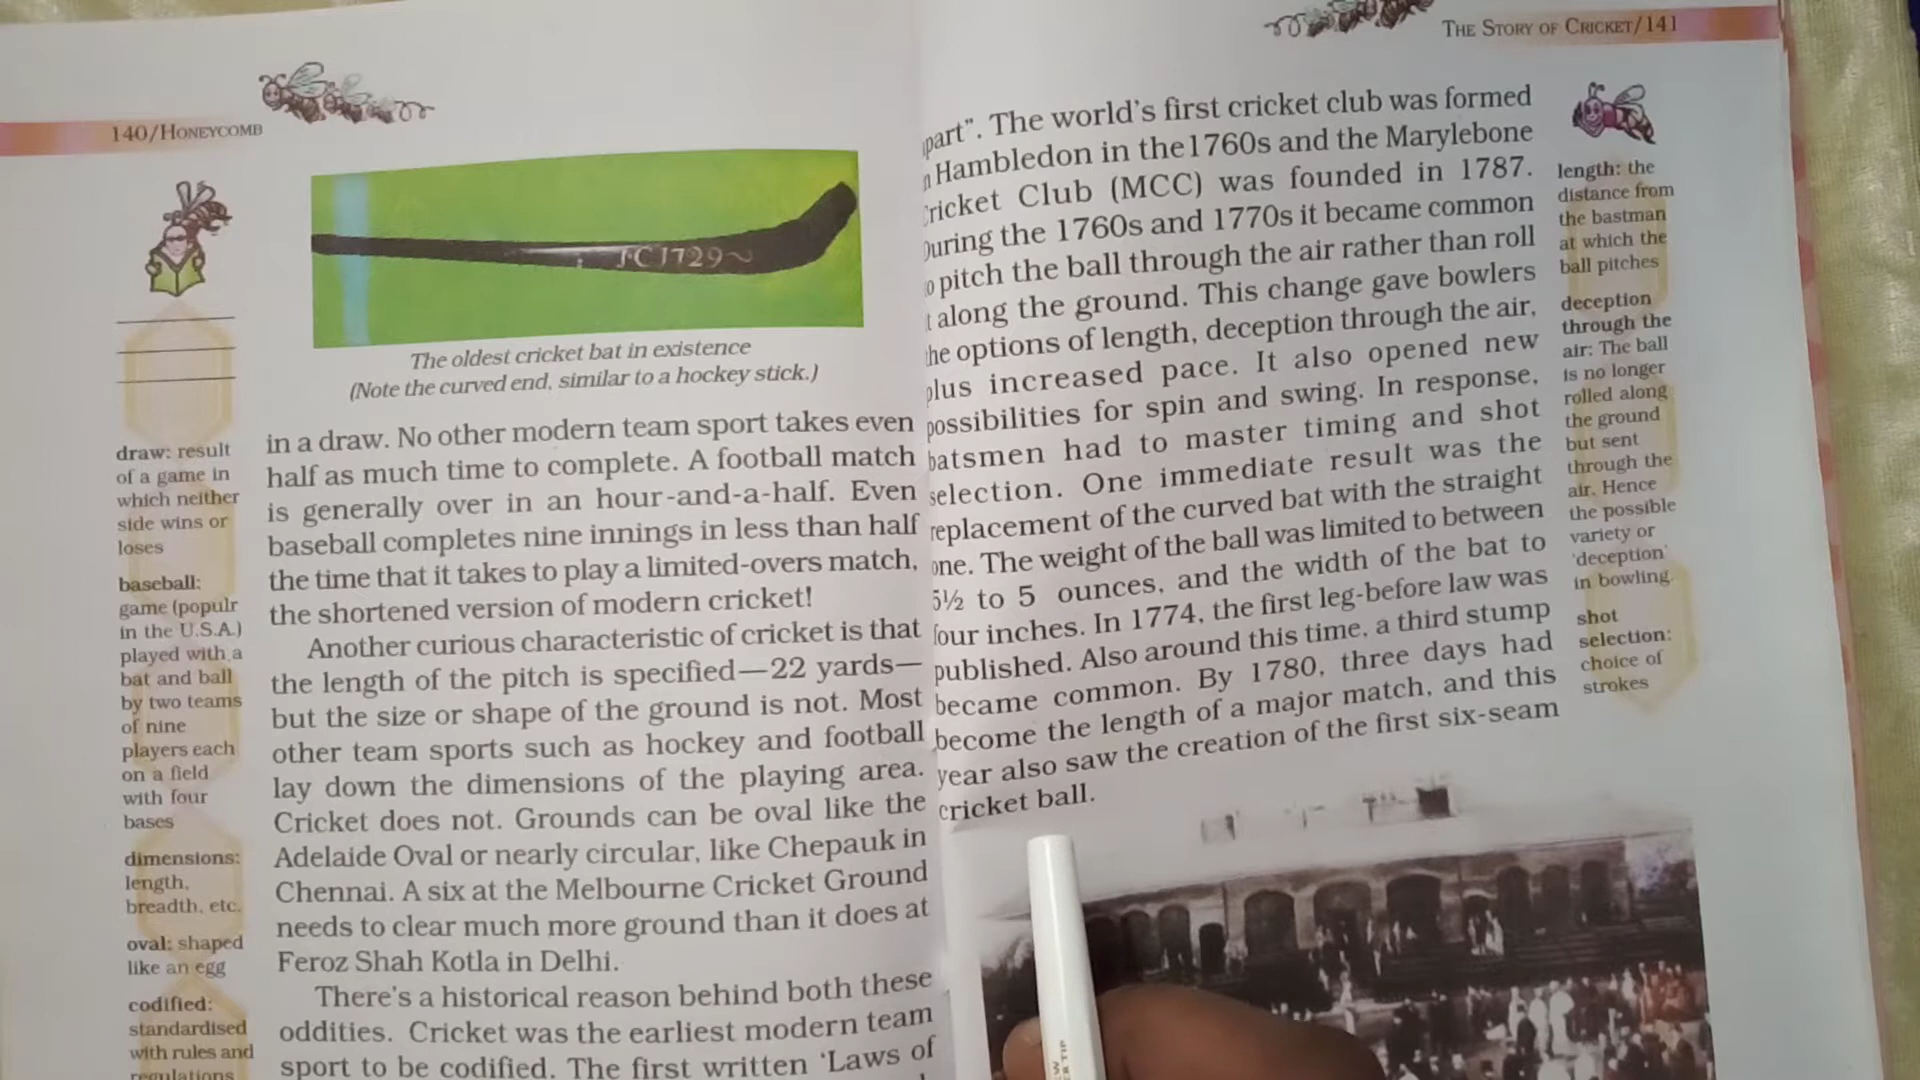 140/HONEYCOMB
JC 1729~
The oldest cricket bat in existence
(Note the curved end, similar to a hockey stick.)
draw: result
of a game in
which neither
side wins or
loses
baseball:
game (populr
in the U.S.A.)
played with a
bat and ball
by two teams
of nine
players each
on a field
with four
bases
dimensions:
length,
breadth, etc.
oval: shaped
like an egg
codified:
standardised
with rules and
regulations
in a draw. No other modern team sport takes even
half as much time to complete. A football match
is generally over in an hour-and-a-half. Even
baseball completes nine innings in less than half
the time that it takes to play a limited-overs match,
the shortened version of modern cricket!
Another curious characteristic of cricket is that
the length of the pitch is specified—22 yards—
but the size or shape of the ground is not. Most
other team sports such as hockey and football
lay down the dimensions of the playing area.
Cricket does not. Grounds can be oval like the
Adelaide Oval or nearly circular, like Chepauk in
Chennai. A six at the Melbourne Cricket Ground
needs to clear much more ground than it does at
Feroz Shah Kotla in Delhi.
There's a historical reason behind both these
oddities. Cricket was the earliest modern team
sport to be codified. The first written 'Laws of
THE STORY OF CRICKET/141
part". The world's first cricket club was formed
n Hambledon in the1760s and the Marylebone
Cricket Club (MCC) was founded in 1787.
During the 1760s and 1770s it became common
o pitch the ball through the air rather than roll
t along the ground. This change gave bowlers
he options of length, deception through the air,
plus increased pace. It also opened new
possibilities for spin and swing. In response,
batsmen had to master timing and shot
selection. One immediate result was the
replacement of the curved bat with the straight
one. The weight of the ball was limited to between
5½ to 5 ounces, and the width of the bat to
four inches. In 1774, the first leg-before law was
published. Also around this time, a third stump
became common. By 1780, three days had
become the length of a major match, and this
year also saw the creation of the first six-seam
cricket ball.
length: the
distance from
the bastman
at which the
ball pitches
deception
through the
air: The ball
is no longer
rolled along
the ground
but sent
through the
air. Hence
the possible
variety or
'deception'
in bowling.
shot
selection:
choice of
strokes